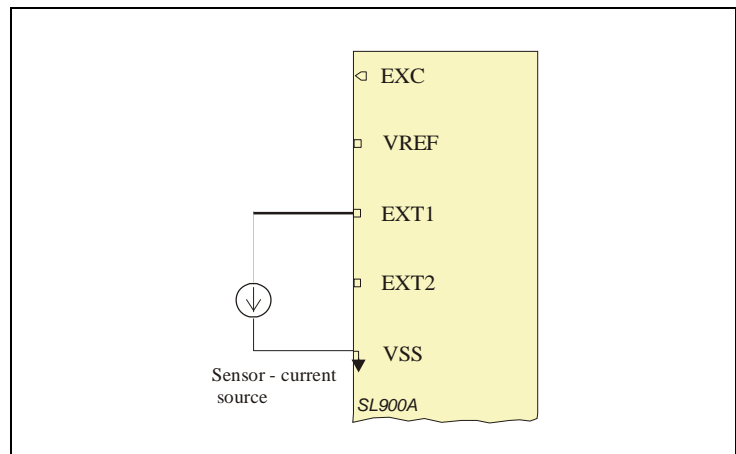 EXC
VREF
EXT1
EXT2
VSS
Sensor - current
source
SL900A